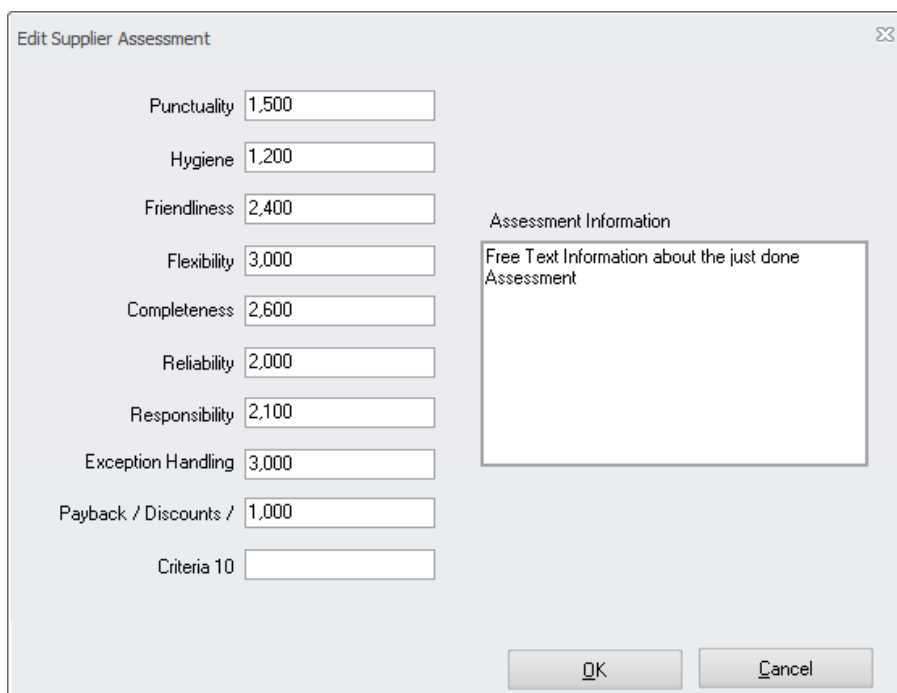 Edit Supplier Assessment
Punctuality 1,500
Hygiene 1,200
Friendliness 2,400
Flexibility 3,000
Completeness 2,600
Reliability 2,000
Responsibility 2,100
Exception Handling 3,000
Payback / Discounts / 1,000
Criteria 10
Assessment Information
Free Text Information about the just done
Assessment
OK Cancel